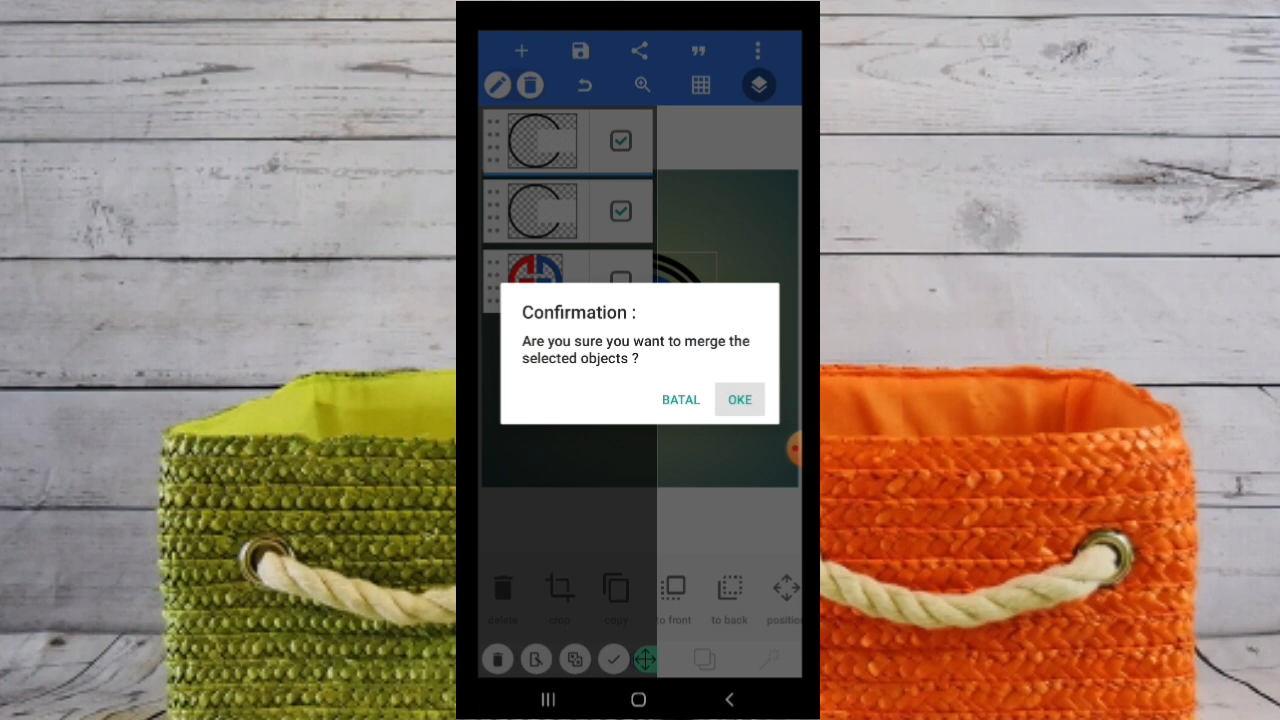 Confirmation :
Are you sure you want to merge the
selected objects ?
BATAL OKE
delete crop copy to front to back position